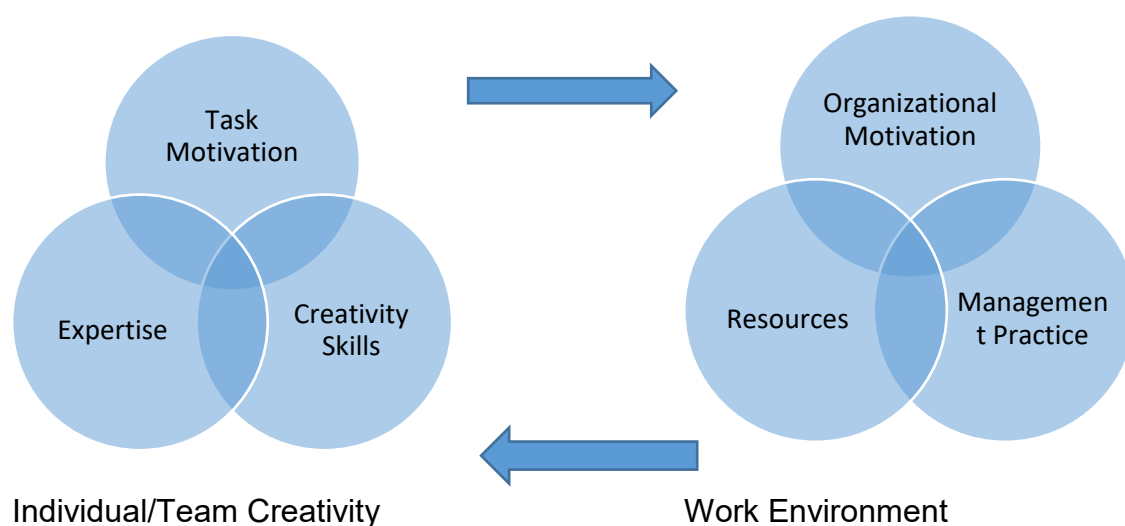 Task
Motivation
Expertise
Creativity
Skills
Organizational
Motivation
Resources
Managemen
t Practice
Individual/Team Creativity
Work Environment